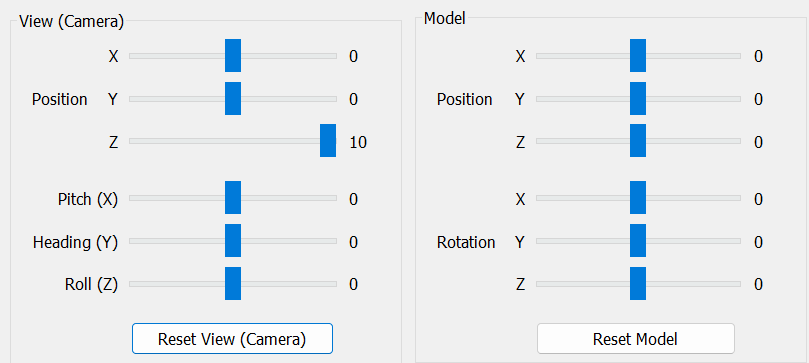 View (Camera)
X 0
Position Y 0
Z 10
Pitch (X) 0
Heading (Y) 0
Roll (Z) 0
Reset View (Camera)
Model
X 0
Position Y 0
Z 0
X 0
Rotation Y 0
Z 0
Reset Model